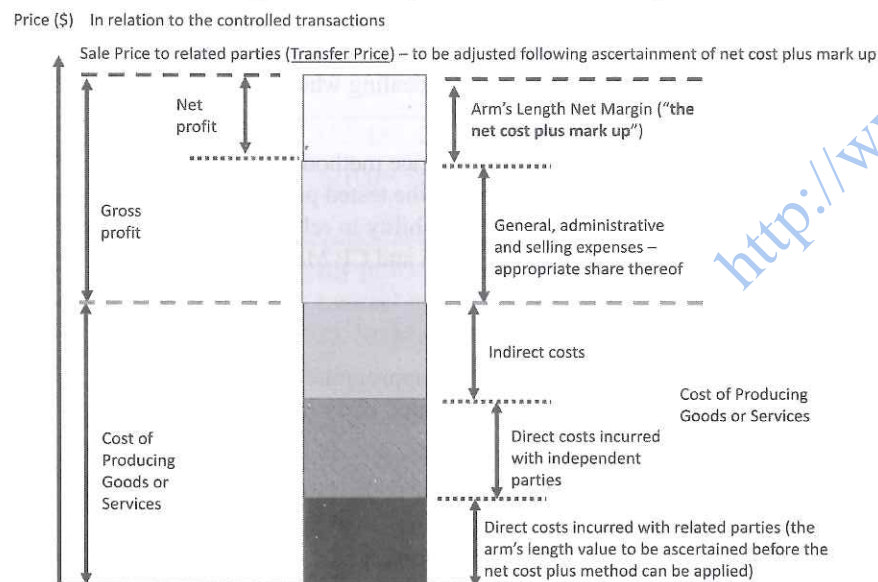 Price ($) In relation to the controlled transactions
Sale Price to related parties (Transfer Price) – to be adjusted following ascertainment of net cost plus mark up
Net
profit
Arm's Length Net Margin ("the
net cost plus mark up")
Gross
profit
General, administrative
and selling expenses –
appropriate share thereof
Indirect costs
Cost of Producing
Goods or Services
Cost of
Producing
Goods or
Services
Direct costs incurred
with independent
parties
Direct costs incurred with related parties (the
arm's length value to be ascertained before the
net cost plus method can be applied)
http://w